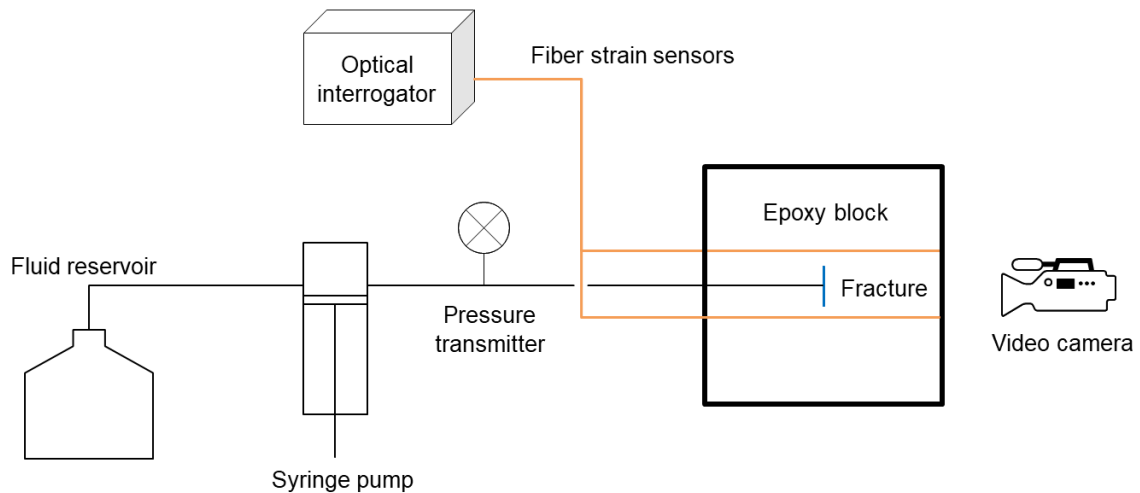 Optical
interrogator
Fiber strain sensors
Epoxy block
Fluid reservoir
Fracture
Pressure
transmitter
Video camera
Syringe pump